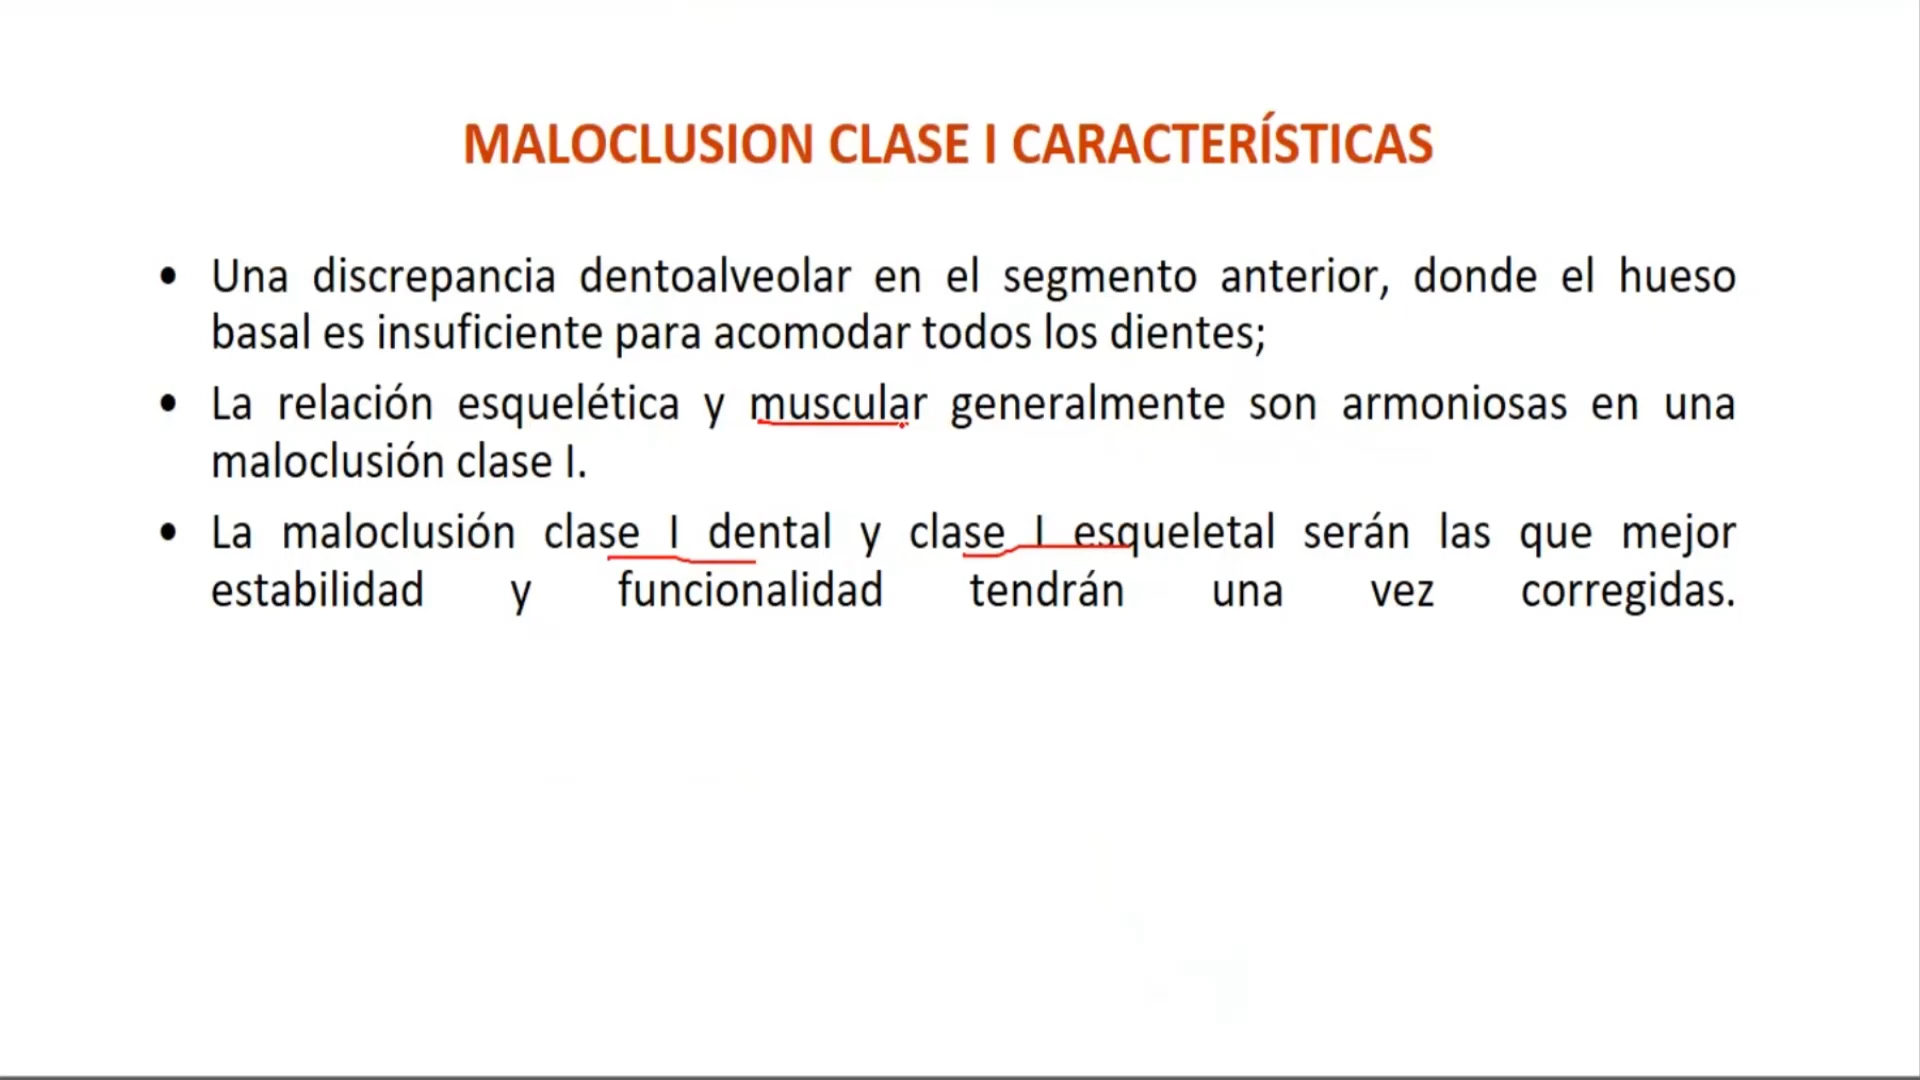 MALOCLUSION CLASE I CARACTERÍSTICAS
• Una discrepancia dentoalveolar en el segmento anterior, donde el hueso
basal es insuficiente para acomodar todos los dientes;
• La relación esquelética y muscular generalmente son armoniosas en una
maloclusión clase I.
• La maloclusión clase I dental y clase I esqueletal serán las que mejor
estabilidad y funcionalidad tendrán una vez corregidas.